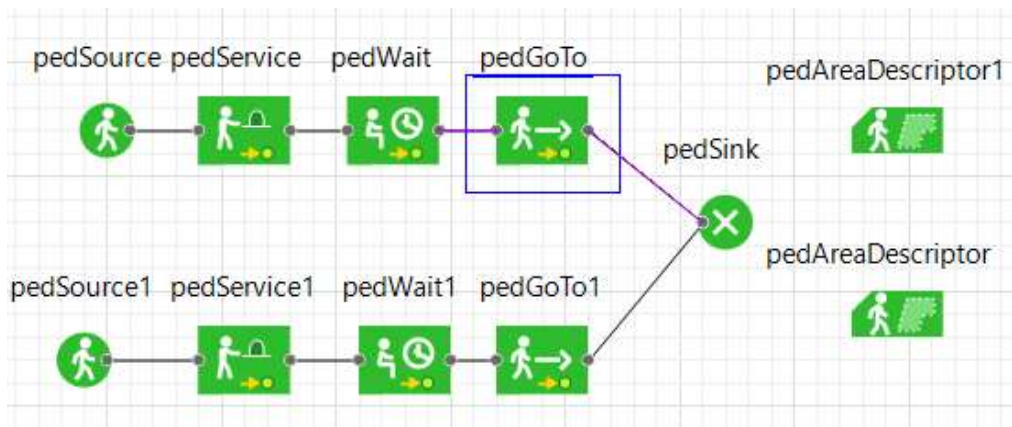 pedSource pedService pedWait pedGoTo
pedAreaDescriptor1
pedSink
pedAreaDescriptor
pedSource1 pedService1 pedWait1 pedGoTo1